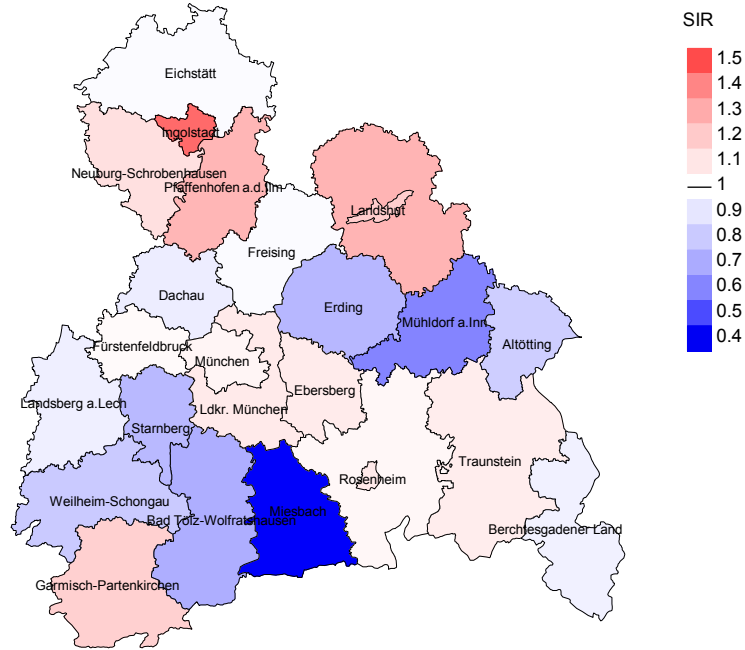 SIR
1.5
1.4
1.3
1.2
1.1
1
0.9
0.8
0.7
0.6
0.5
0.4
Eichstätt
Ingolstadt
Neuburg-Schrobenhausen
Pfaffenhofen a.d.Ilm
Landshut
Freising
Dachau
Erding
Mühldorf a.Inn
Altötting
Fürstenfeldbruck
München
Ebersberg
Landsberg a.Lech
Ldkr. München
Starnberg
Traunstein
Rosenheim
Weilheim-Schongau
Miesbach
Bad Tölz-Wolfratshausen
Berchtesgadener Land
Garmisch-Partenkirchen